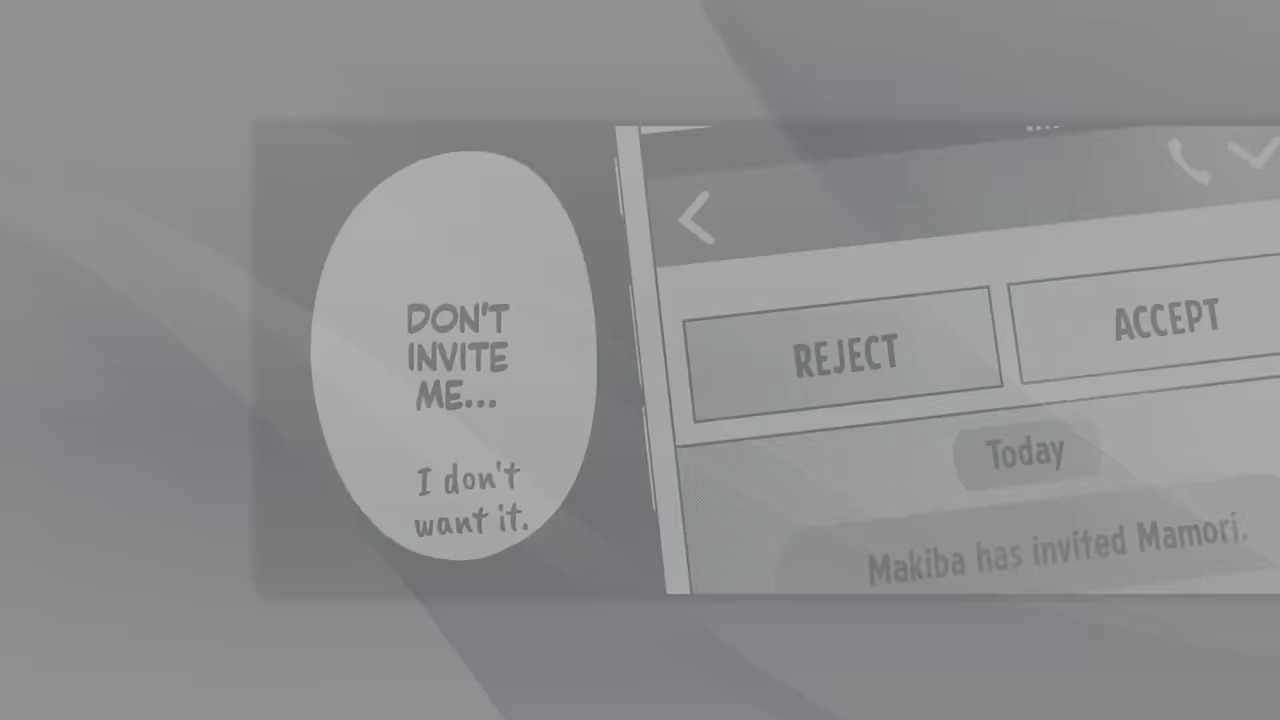 DON'T
INVITE
ME...
I don't
want it.
REJECT
ACCEPT
Today
Makiba has invited Mamori.